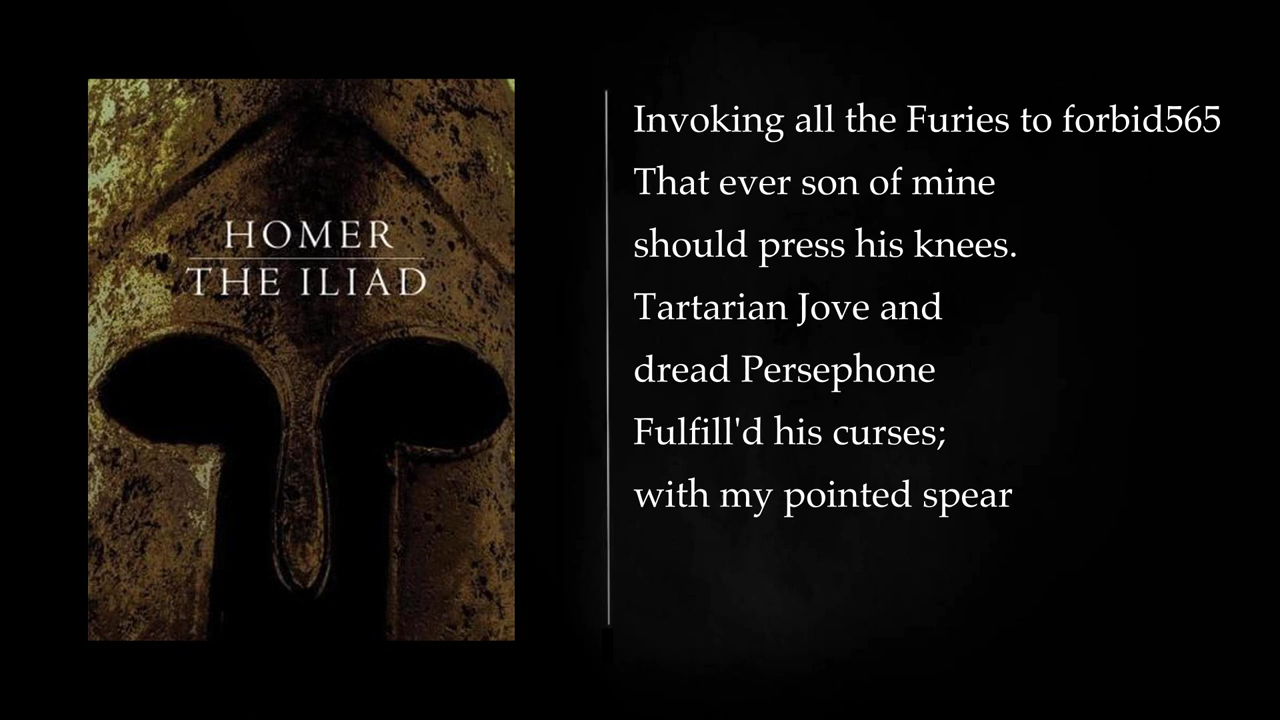 HOMER
THE ILIAD
Invoking all the Furies to forbid565
That ever son of mine
should press his knees.
Tartarian Jove and
dread Persephone
Fulfill'd his curses;
with my pointed spear